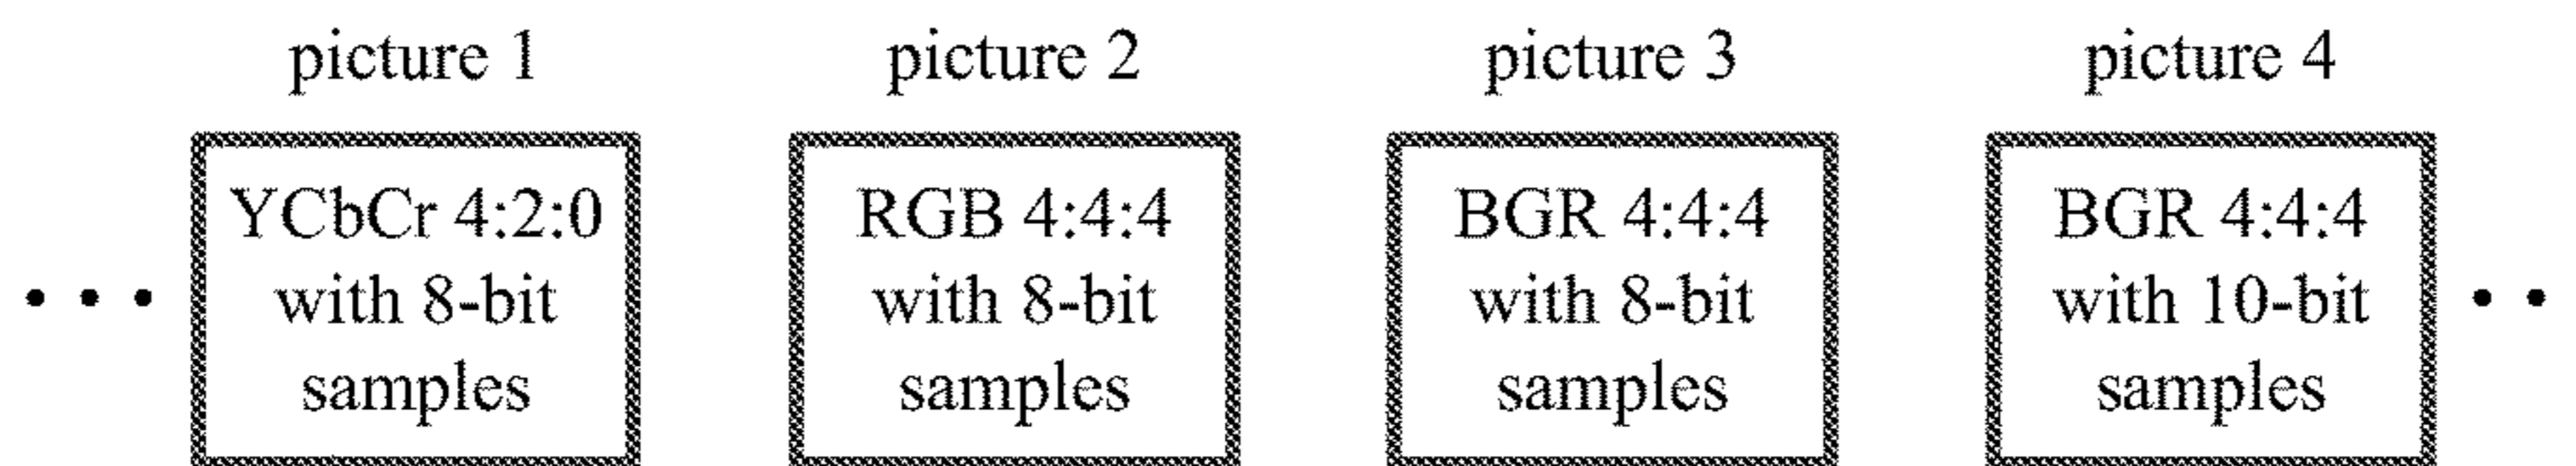 picture 1
picture 2
picture 3
picture 4
YCbCr 4:2:0
with 8-bit
samples
RGB 4:4:4
with 8-bit
samples
BGR 4:4:4
with 8-bit
samples
BGR 4:4:4
with 10-bit
samples